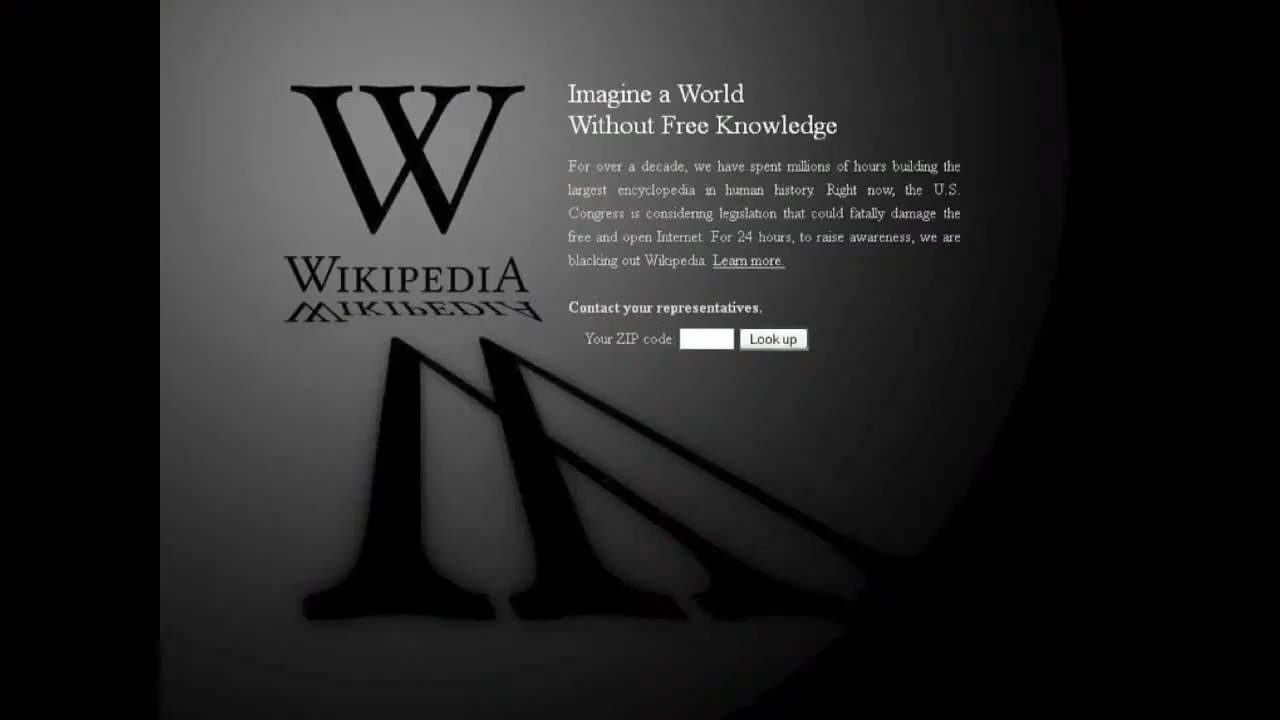 W
WIKIPEDIA
Imagine a World
Without Free Knowledge
For over a decade, we have spent millions of hours building the
largest encyclopedia in human history. Right now, the U.S.
Congress is considering legislation that could fatally damage the
free and open Internet. For 24 hours, to raise awareness, we are
blacking out Wikipedia. Learn more.
Contact your representatives.
Your ZIP code: Look up